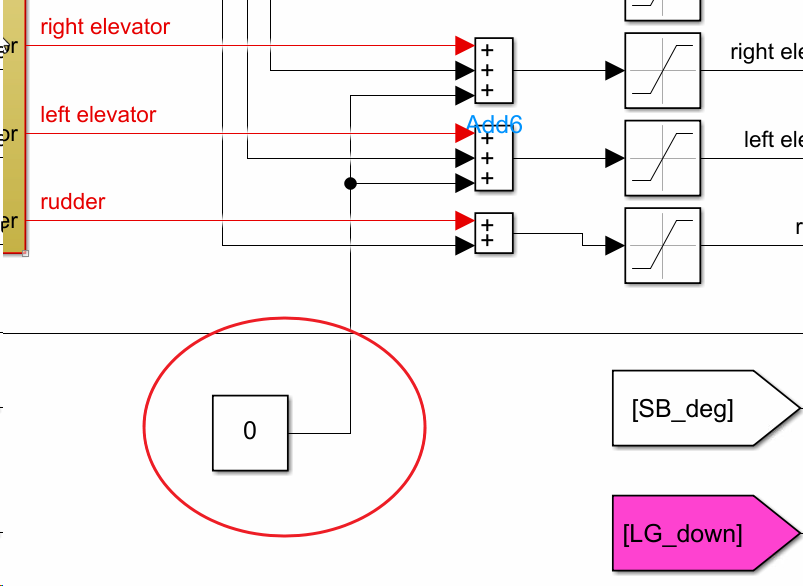 right elevator
right ele
+
+
+
left elevator
Add6
left ele
+
+
+
rudder
+
+
0
[SB_deg]
[LG_down]